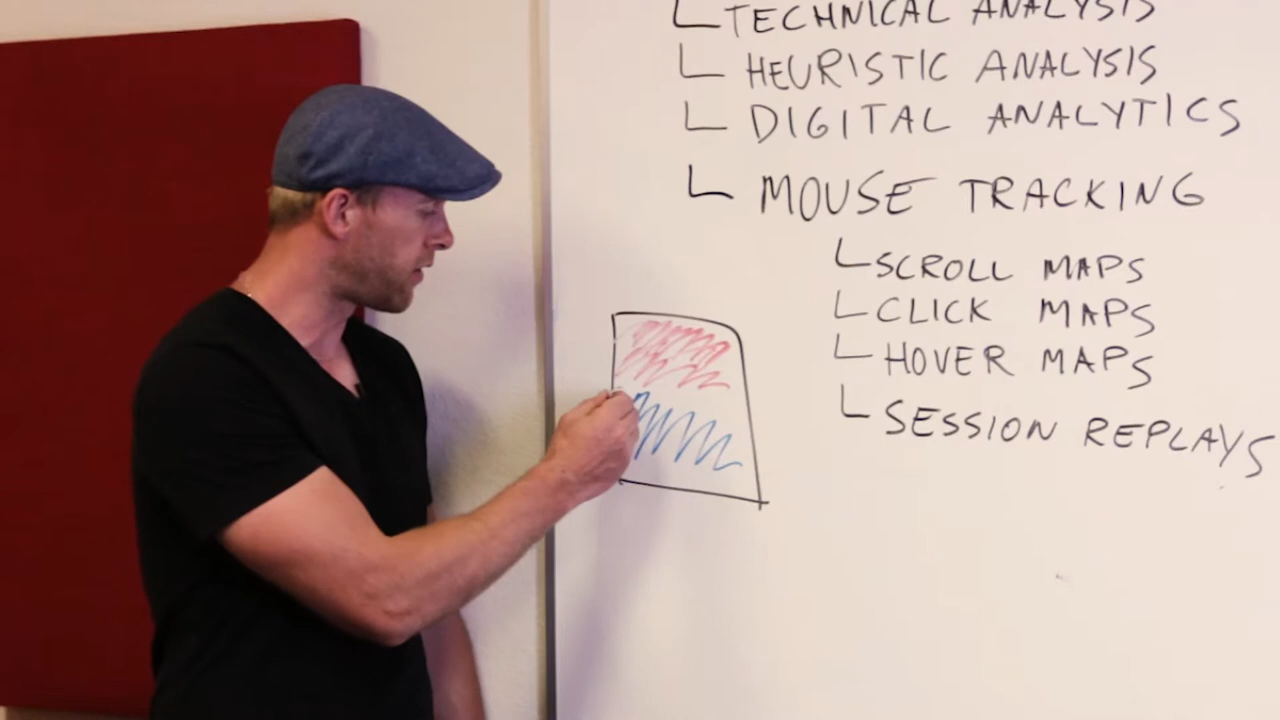 TECHNICAL ANALYSIS
HEURISTIC ANALYSIS
DIGITAL ANALYTICS
MOUSE TRACKING
SCROLL MAPS
CLICK MAPS
HOVER MAPS
SESSION REPLAYS